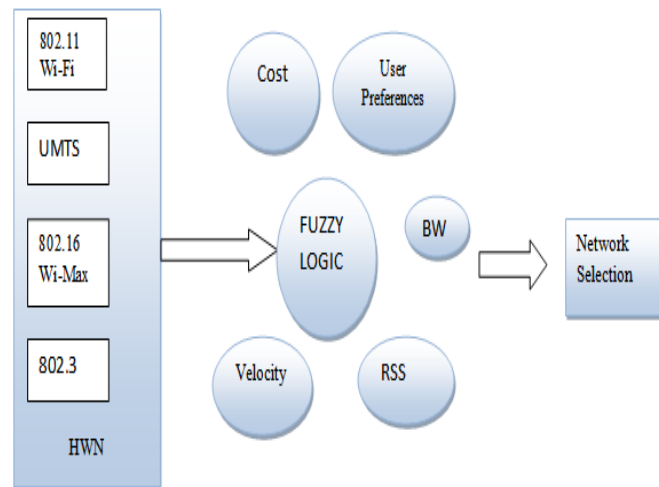 802.11
Wi-Fi
UMTS
802.16
Wi-Max
802.3
HWN
Cost
User
Preferences
FUZZY
LOGIC
BW
Velocity
RSS
Network
Selection